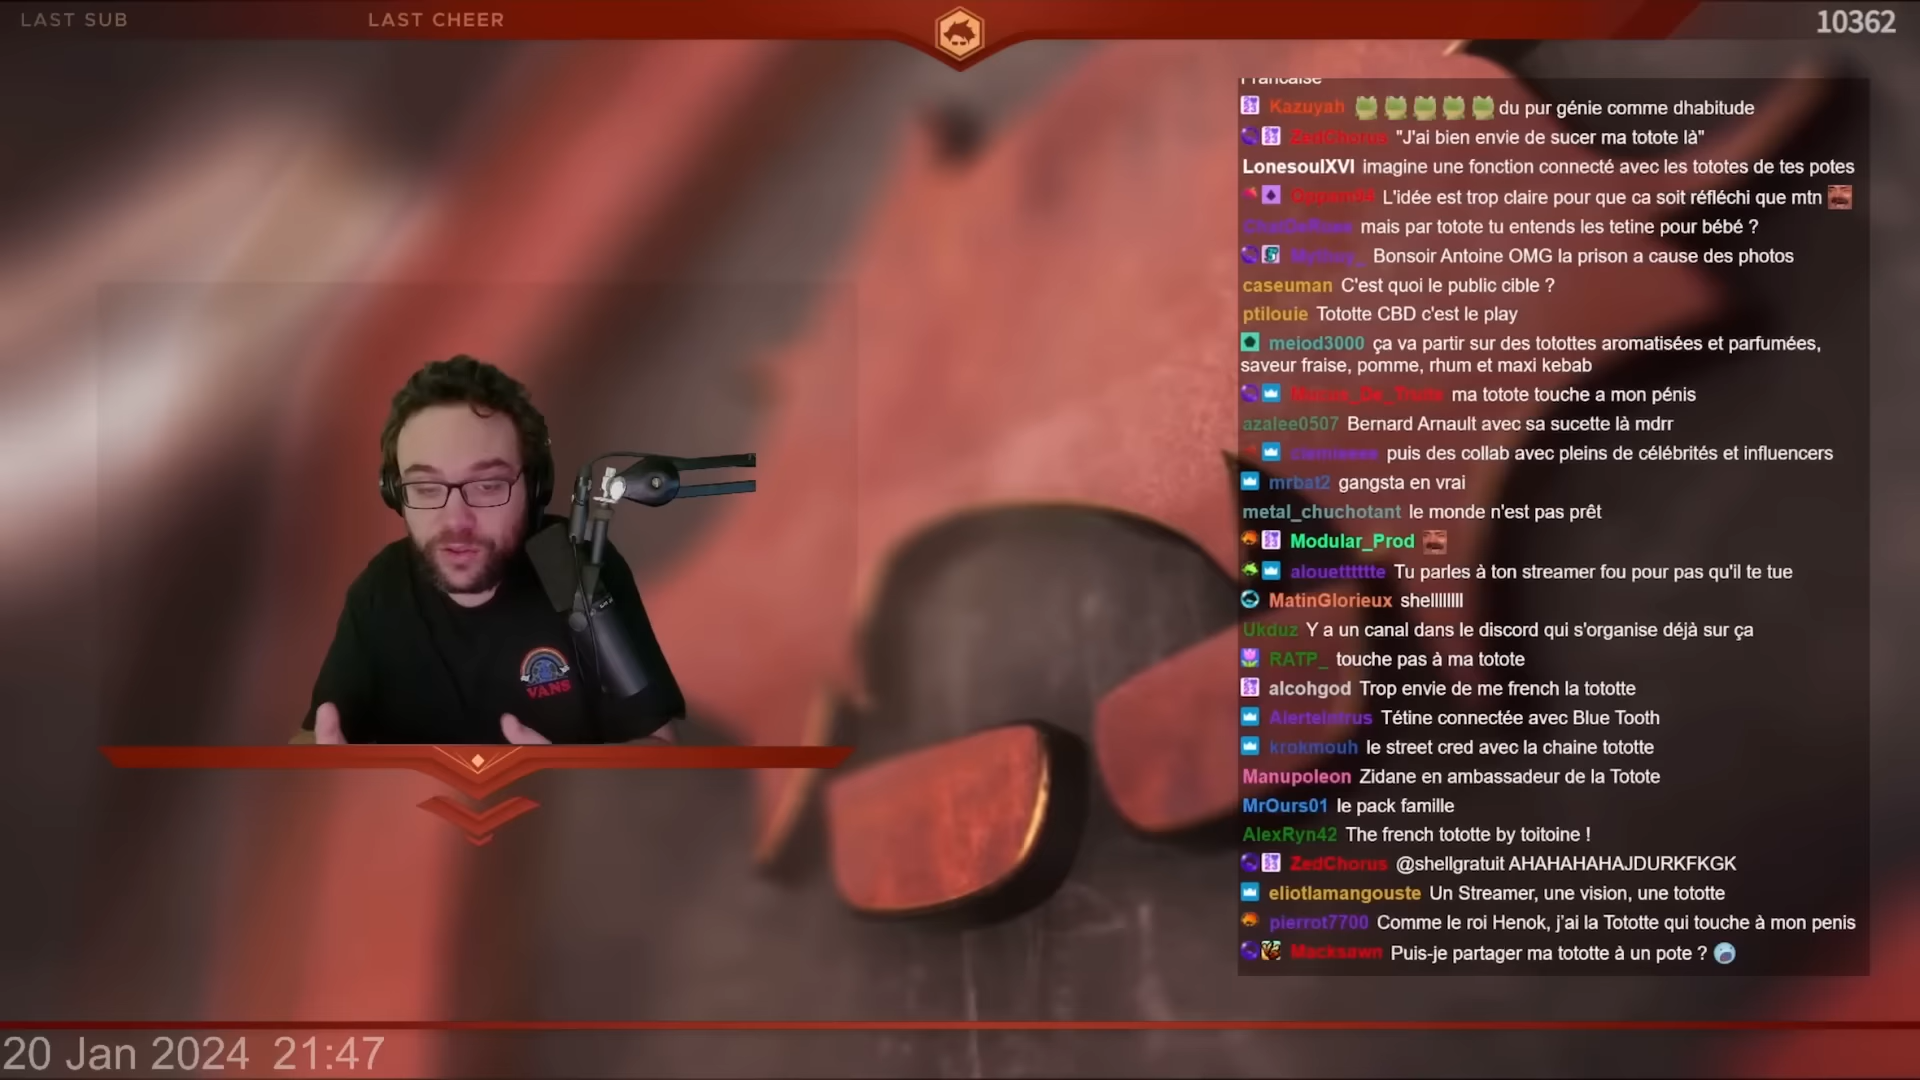 LAST SUB
LAST CHEER
10362
Francaise
Kazuyah du pur génie comme dhabitude
ZedChorus "J'ai bien envie de sucer ma totote là"
LonesoulXVI imagine une fonction connecté avec les tototes de tes potes
L'idée est trop claire pour que ca soit réfléchi que mtn
mais par totote tu entends les tetine pour bébé ?
Bonsoir Antoine OMG la prison a cause des photos
caseuman C'est quoi le public cible ?
ptilouie Tototte CBD c'est le play
meiod3000 ça va partir sur des totottes aromatisées et parfumées,
saveur fraise, pomme, rhum et maxi kebab
ma totote touche a mon pénis
azalee0507 Bernard Arnault avec sa sucette là mdrr
puis des collab avec pleins de célébrités et influencers
mrbat2 gangsta en vrai
metal_chuchotant le monde n'est pas prêt
Modular_Prod
alouettttttte Tu parles à ton streamer fou pour pas qu'il te tue
MatinGlorieux shellllllll
Ukduz Y a un canal dans le discord qui s'organise déjà sur ça
RATP_ touche pas à ma totote
alcohgod Trop envie de me french la tototte
Tétine connectée avec Blue Tooth
krokmouh le street cred avec la chaine tototte
Manupoleon Zidane en ambassadeur de la Totote
MrOurs01 le pack famille
AlexRyn42 The french tototte by toitoine !
ZedChorus @shellgratuit AHAHAHAHAJDURKFKGK
eliotlamangouste Un Streamer, une vision, une tototte
pierrot7700 Comme le roi Henok, j'ai la Tototte qui touche à mon penis
Macksawn Puis-je partager ma tototte à un pote ?
VANS
20 Jan 2024 21:47